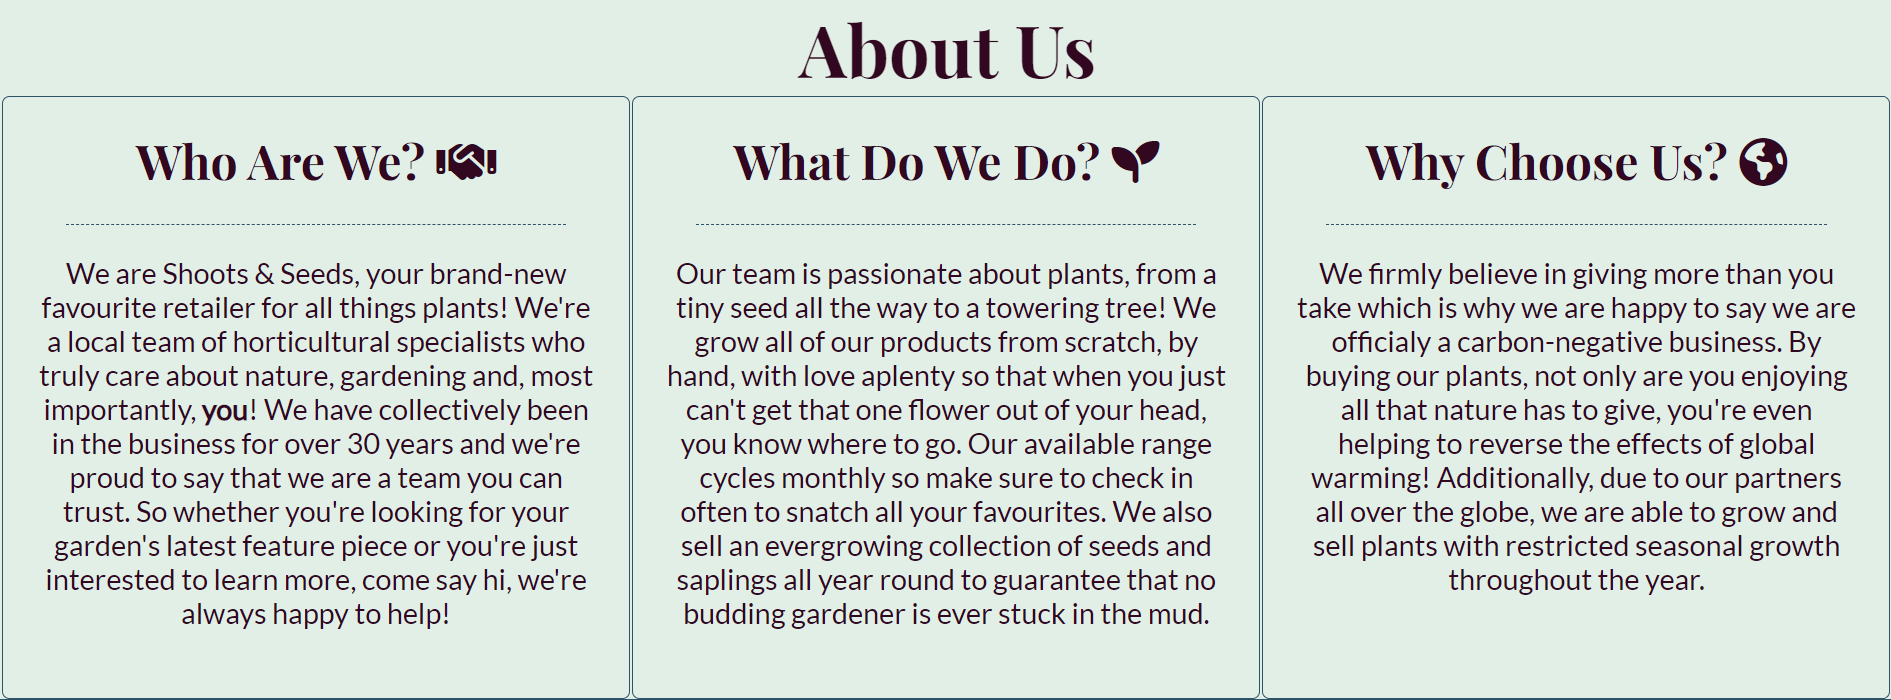 About Us
Who Are We?
We are Shoots & Seeds, your brand-new
favourite retailer for all things plants! We're
a local team of horticultural specialists who
truly care about nature, gardening and, most
importantly, you! We have collectively been
in the business for over 30 years and we're
proud to say that we are a team you can
trust. So whether you're looking for your
garden's latest feature piece or you're just
interested to learn more, come say hi, we're
always happy to help!
What Do We Do?
Our team is passionate about plants, from a
tiny seed all the way to a towering tree! We
grow all of our products from scratch, by
hand, with love aplenty so that when you just
can't get that one flower out of your head,
you know where to go. Our available range
cycles monthly so make sure to check in
often to snatch all your favourites. We also
sell an evergrowing collection of seeds and
saplings all year round to guarantee that no
budding gardener is ever stuck in the mud.
Why Choose Us?
We firmly believe in giving more than you
take which is why we are happy to say we are
officialy a carbon-negative business. By
buying our plants, not only are you enjoying
all that nature has to give, you're even
helping to reverse the effects of global
warming! Additionally, due to our partners
all over the globe, we are able to grow and
sell plants with restricted seasonal growth
throughout the year.